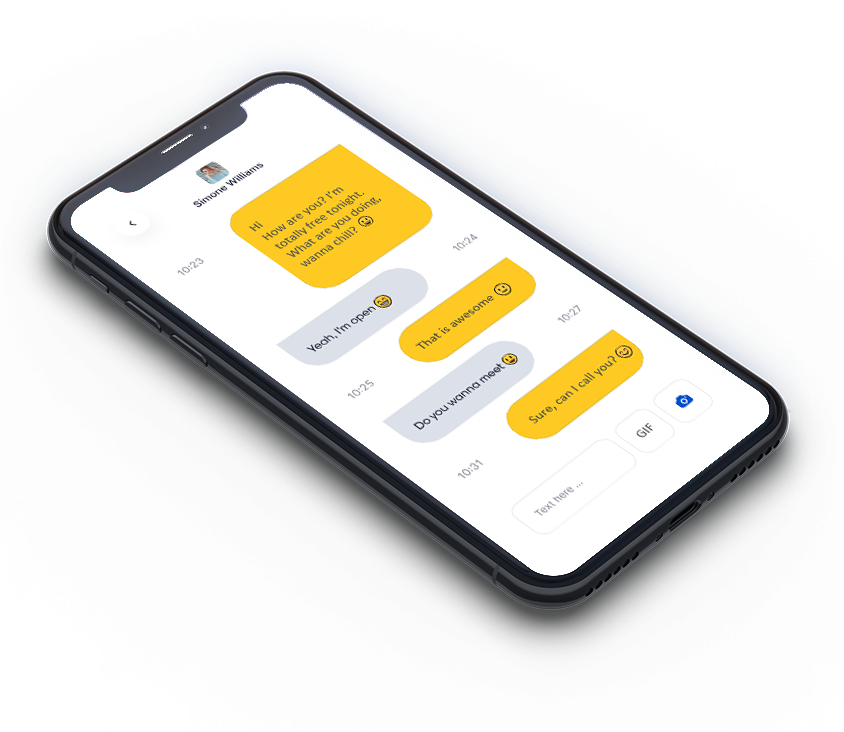 Simone Williams
Hi
How are you? I'm
totally free tonight.
What are you doing,
wanna chill? 😀
10:23
Yeah, I'm open 😄
10:24
That is awesome 🙂
10:25
Do you wanna meet 😃
10:27
Sure, can I call you? 😊
10:31
Text here ...
GIF